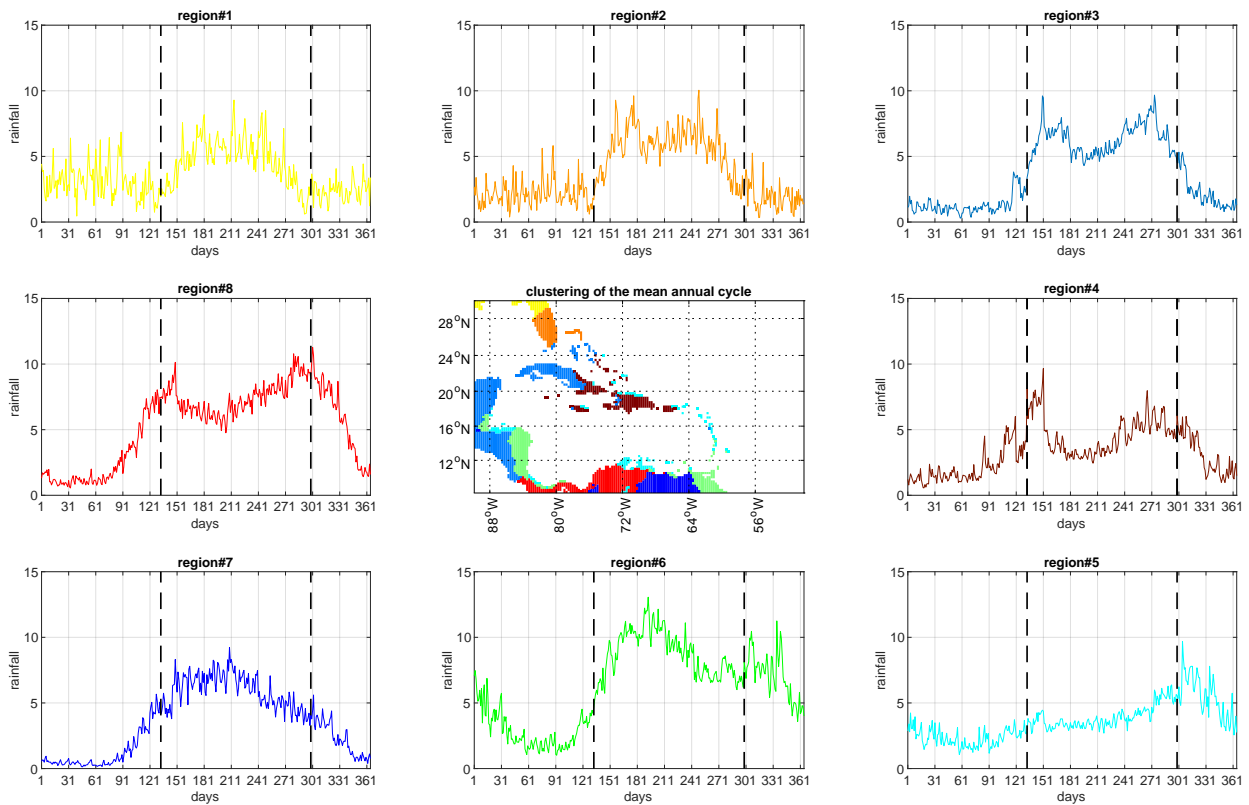 region#1
15
10
5
0
rainfall
1 31 61 91 121 151 181 211 241 271 301 331 361
days
region#2
15
10
5
0
rainfall
1 31 61 91 121 151 181 211 241 271 301 331 361
days
region#3
15
10
5
0
rainfall
1 31 61 91 121 151 181 211 241 271 301 331 361
days
region#8
15
10
5
0
rainfall
1 31 61 91 121 151 181 211 241 271 301 331 361
days
clustering of the mean annual cycle
28°N
24°N
20°N
16°N
12°N
88°W 80°W 72°W 64°W 56°W
region#4
15
10
5
0
rainfall
1 31 61 91 121 151 181 211 241 271 301 331 361
days
region#7
15
10
5
0
rainfall
1 31 61 91 121 151 181 211 241 271 301 331 361
days
region#6
15
10
5
0
rainfall
1 31 61 91 121 151 181 211 241 271 301 331 361
days
region#5
15
10
5
0
rainfall
1 31 61 91 121 151 181 211 241 271 301 331 361
days